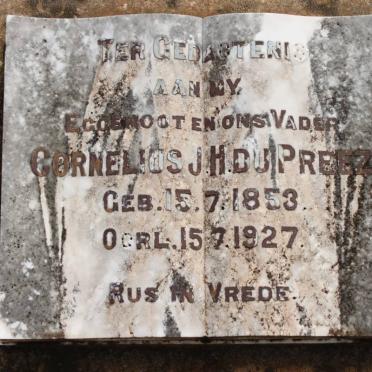 TER GEDAGTENIS
AAN MY
EGGENOOT EN ONS VADER
CORNELIUS J.H. DU PREEZ
GEB. 15.7.1853.
OORL. 15.7.1927.
RUS IN VREDE.